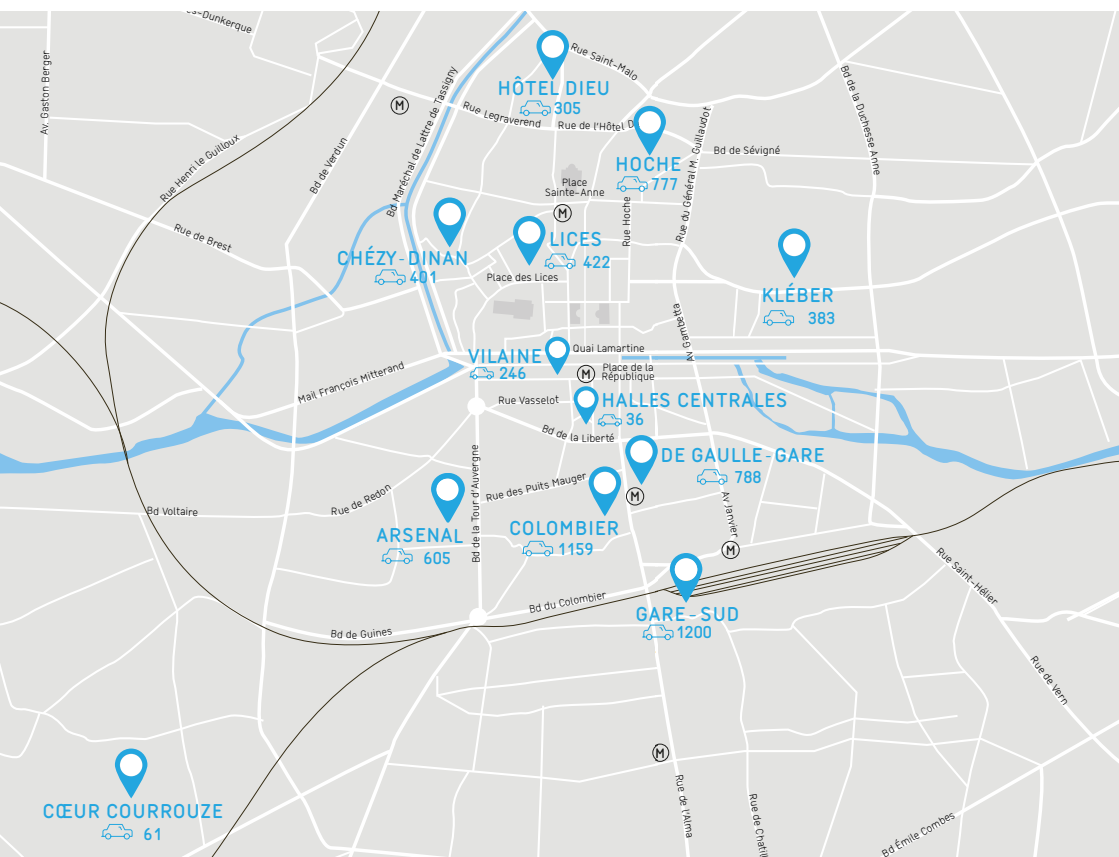 Av. Gaston Berger
Rue Henri le Guilloux
Bd de Verdun
Bd Maréchal de Lattre de Tassigny
Rue Saint-Malo
HÔTEL DIEU
305
Rue Legraverend
Rue de l'Hôtel
HOCHE
777
Bd de Sévigné
Bd de la Duchesse Anne
Rue du Général M. Guillaudot
Place
Sainte-Anne
M
M
Rue Hoche
Rue de Brest
CHÉZY-DINAN
401
LICES
422
Place des Lices
KLÉBER
383
Av Gambetta
VILAINE
246
Quai Lamartine
M
Place de la
République
Mail François Mitterrand
Rue Vasselot
HALLES CENTRALES
36
Bd de la Liberté
DE GAULLE-GARE
788
M
Bd de la Tour d'Auvergne
Rue des Puits Mauger
Rue de Redon
Bd Voltaire
ARSENAL
605
COLOMBIER
1159
Av Janvier
M
Rue Saint-Hélier
GARE-SUD
1200
Bd du Colombier
Bd de Guines
Rue de Vern
M
Rue de l'Alma
CŒUR COURROUZE
61
Bd Émile Combes